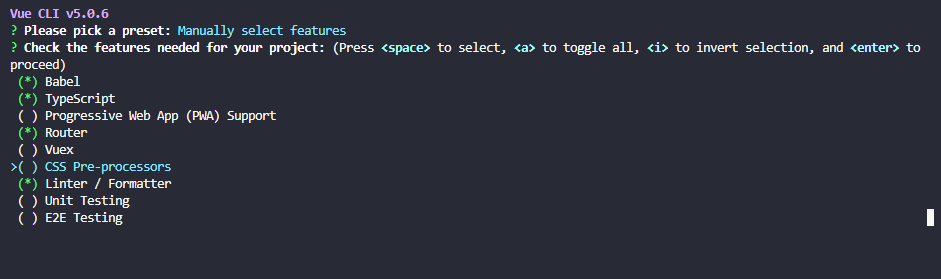 Vue CLI v5.0.6
? Please pick a preset: Manually select features
? Check the features needed for your project: (Press <space> to select, <a> to toggle all, <i> to invert selection, and <enter> to
proceed)
(*) Babel
(*) TypeScript
( ) Progressive Web App (PWA) Support
(*) Router
( ) Vuex
>( ) CSS Pre-processors
(*) Linter / Formatter
( ) Unit Testing
( ) E2E Testing